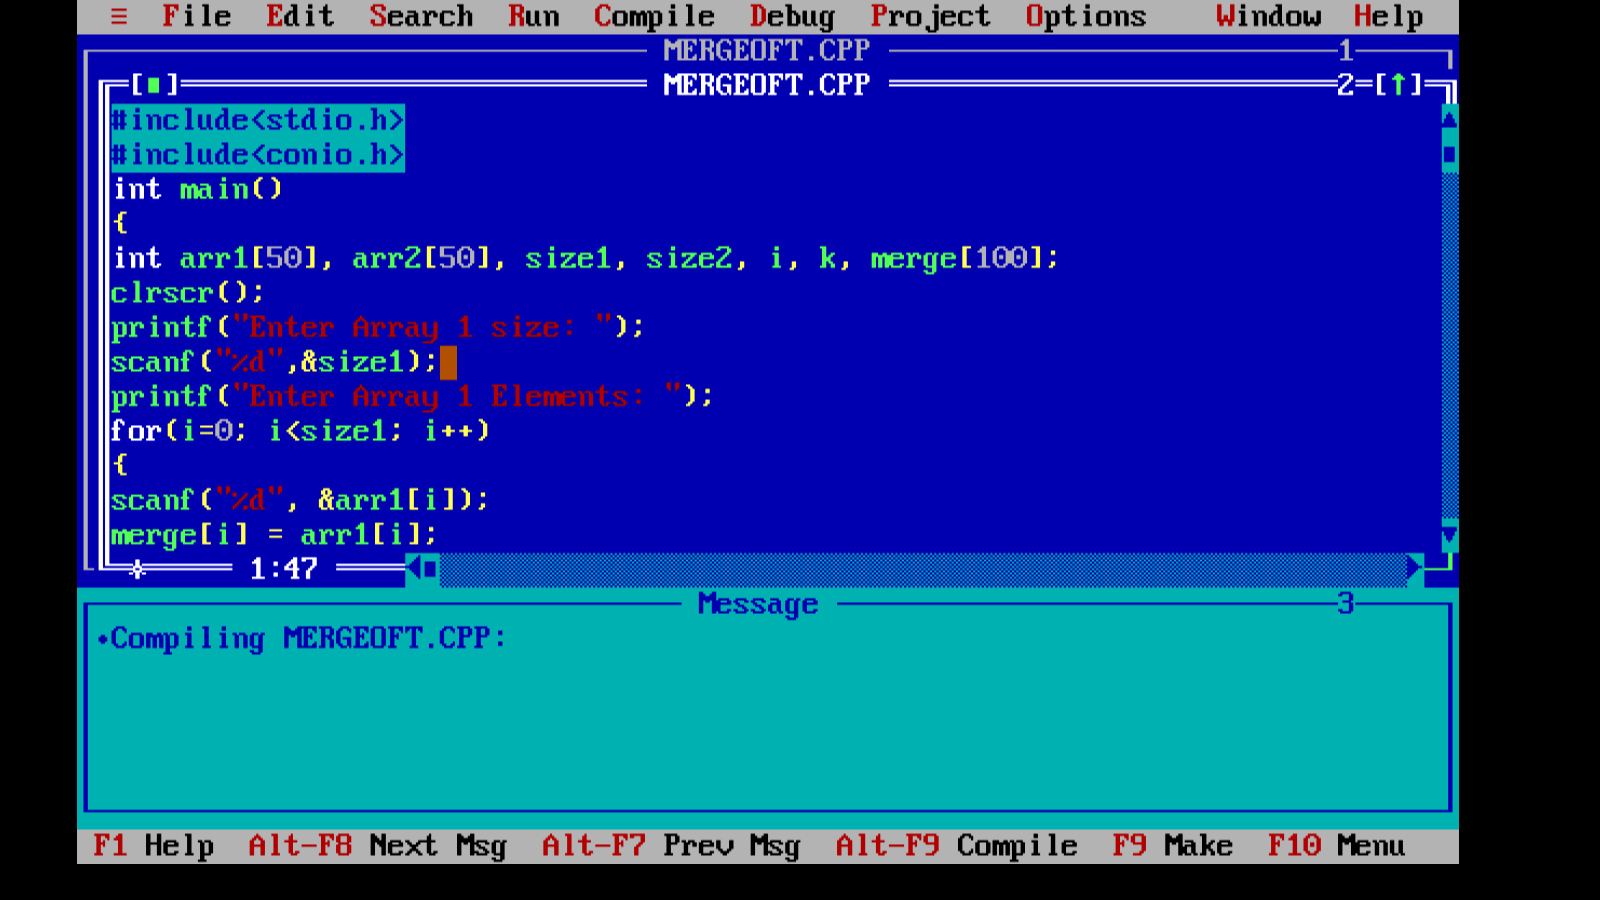 ≡ File Edit Search Run Compile Debug Project Options Window Help
MERGEOFT.CPP 1
[■] MERGEOFT.CPP 2=[↑]
#include<stdio.h>
#include<conio.h>
int main()
{
int arr1[50], arr2[50], size1, size2, i, k, merge[100];
clrscr();
printf("Enter Array 1 size: ");
scanf("%d",&size1);
printf("Enter Array 1 Elements: ");
for(i=0; i<size1; i++)
{
scanf("%d", &arr1[i]);
merge[i] = arr1[i];
1:47
Message 3
•Compiling MERGEOFT.CPP:
F1 Help Alt-F8 Next Msg Alt-F7 Prev Msg Alt-F9 Compile F9 Make F10 Menu